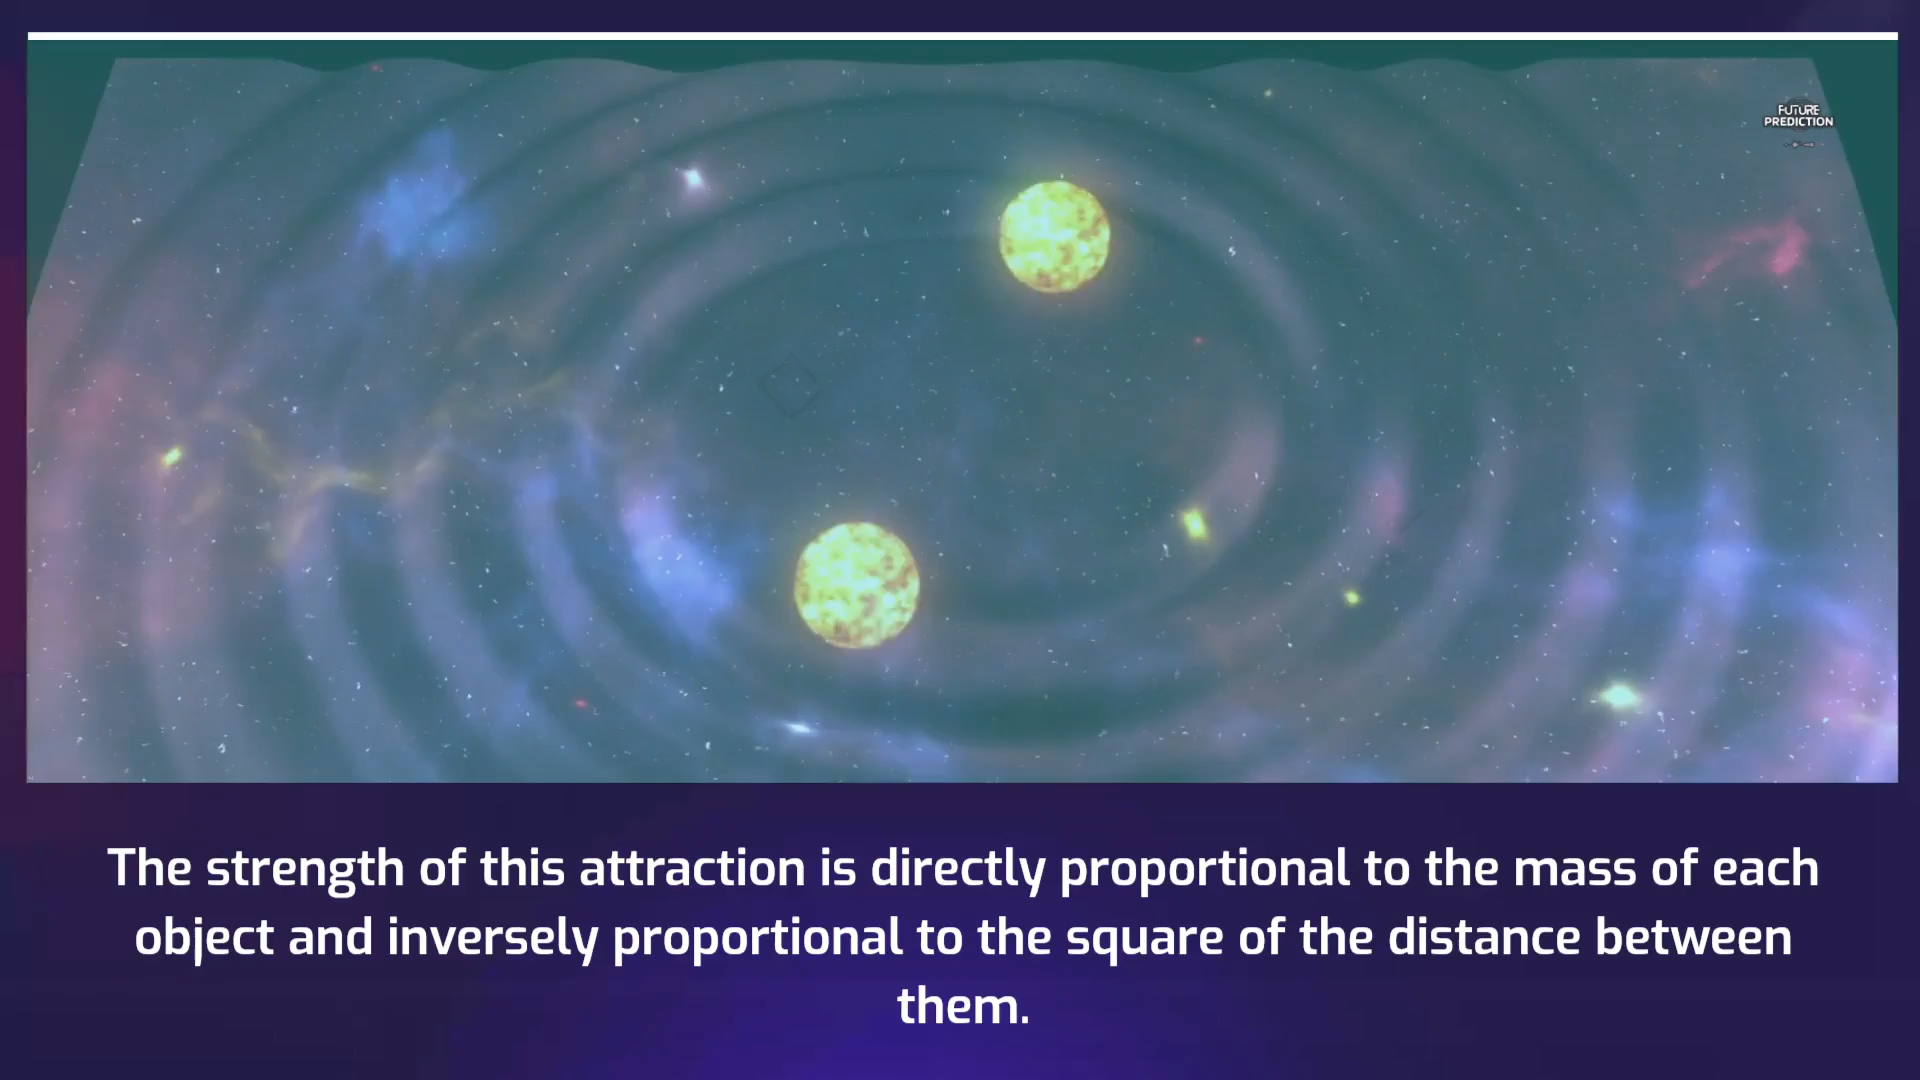 FUTURE
PREDICTION
The strength of this attraction is directly proportional to the mass of each
object and inversely proportional to the square of the distance between
them.